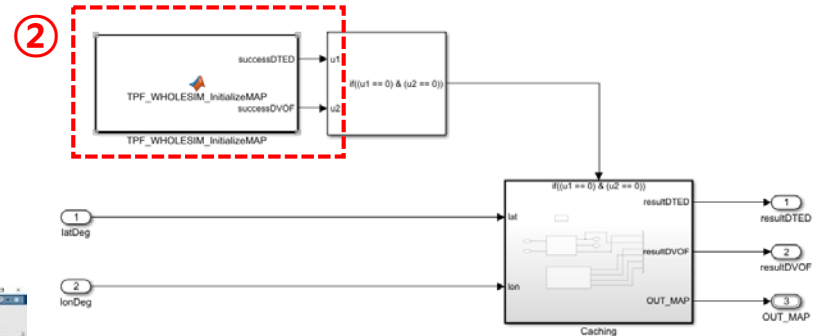 ②
successDTED
u1
TPF_WHOLESIM_InitializeMAP
if((u1 == 0) & (u2 == 0))
successDVOF
u2
TPF_WHOLESIM_InitializeMAP
if((u1 == 0) & (u2 == 0))
1
latDeg
lat
resultDTED
1
resultDTED
resultDVOF
2
resultDVOF
2
lonDeg
lon
OUT_MAP
3
OUT_MAP
Caching